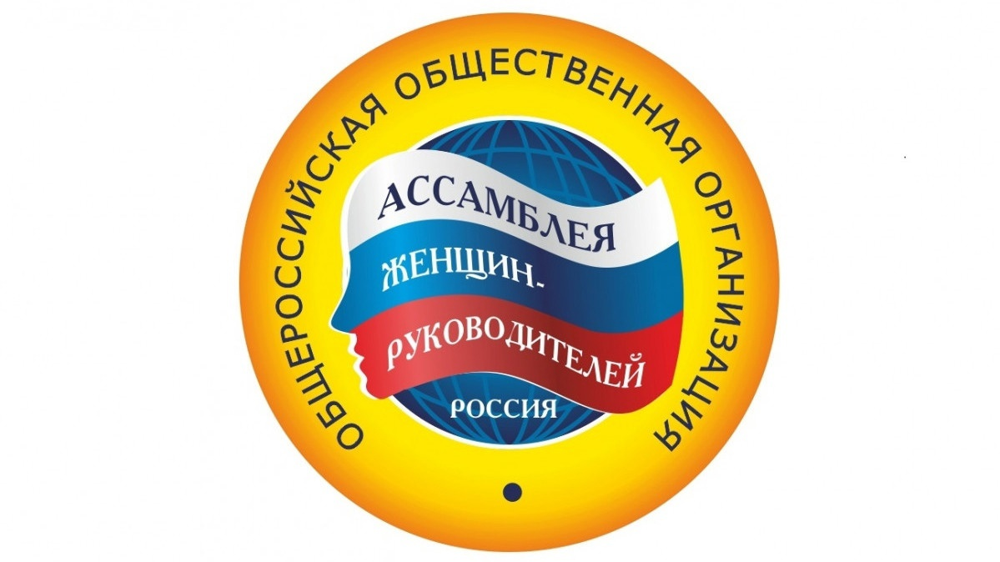 ОБЩЕРОССИЙСКАЯ ОБЩЕСТВЕННАЯ ОРГАНИЗАЦИЯ
АССАМБЛЕЯ
ЖЕНЩИН-
РУКОВОДИТЕЛЕЙ
РОССИЯ